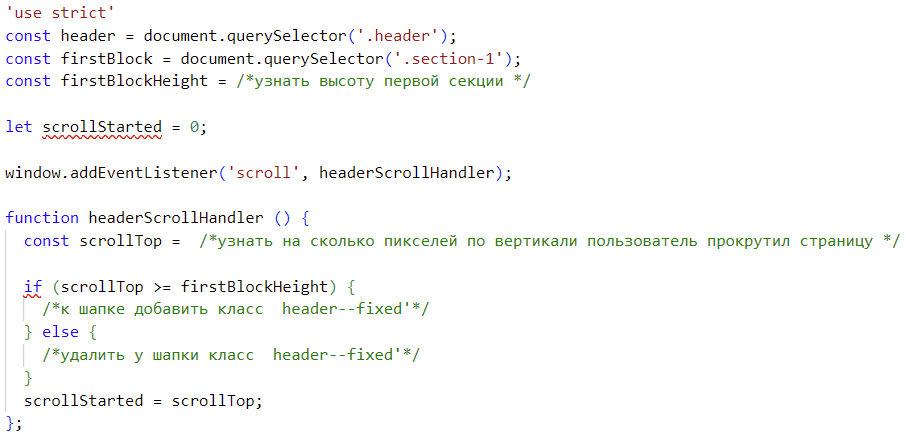 'use strict'
const header = document.querySelector('.header');
const firstBlock = document.querySelector('.section-1');
const firstBlockHeight = /*узнать высоту первой секции */
let scrollStarted = 0;
window.addEventListener('scroll', headerScrollHandler);
function headerScrollHandler () {
const scrollTop =  /*узнать на сколько пикселей по вертикали пользователь прокрутил страницу */
if (scrollTop >= firstBlockHeight) {
/*к шапке добавить класс  header--fixed'*/
} else {
/*удалить у шапки класс  header--fixed'*/
}
scrollStarted = scrollTop;
};